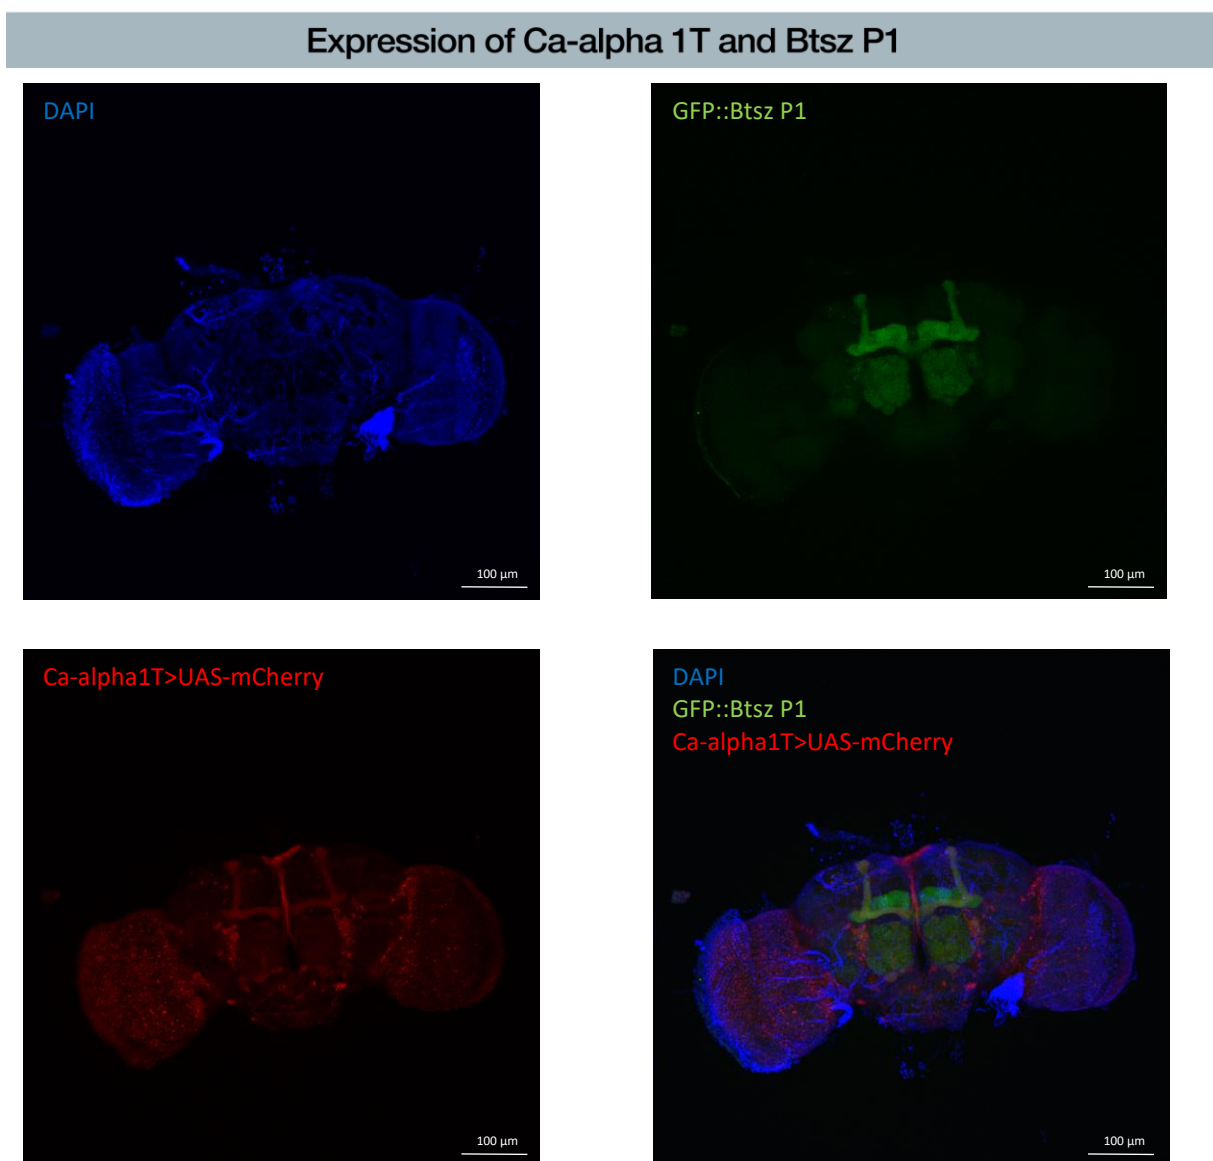 Expression of Ca-alpha 1T and Btsz P1
DAPI
100 µm
GFP::Btsz P1
100 µm
Ca-alpha1T>UAS-mCherry
100 µm
DAPI
GFP::Btsz P1
Ca-alpha1T>UAS-mCherry
100 µm